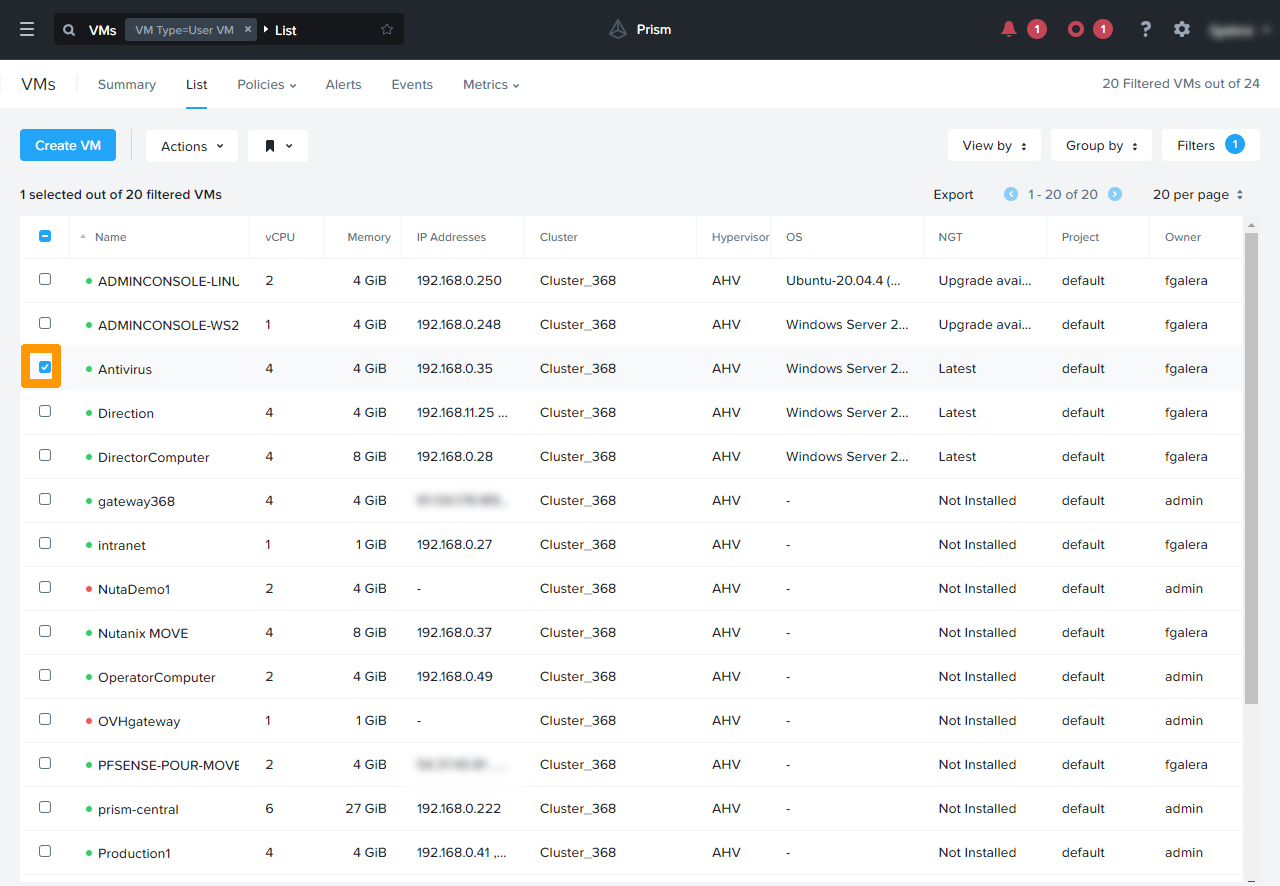 VMs VM Type=User VM × List Prism 1 1 ?
VMs Summary List Policies Alerts Events Metrics 20 Filtered VMs out of 24
Create VM Actions View by Group by Filters 1
1 selected out of 20 filtered VMs Export 1 - 20 of 20 20 per page
Name vCPU Memory IP Addresses Cluster Hypervisor OS NGT Project Owner
ADMINCONSOLE-LINU 2 4 GiB 192.168.0.250 Cluster_368 AHV Ubuntu-20.04.4 (... Upgrade avai... default fgalera
ADMINCONSOLE-WS2 1 4 GiB 192.168.0.248 Cluster_368 AHV Windows Server 2... Upgrade avai... default fgalera
Antivirus 4 4 GiB 192.168.0.35 Cluster_368 AHV Windows Server 2... Latest default fgalera
Direction 4 4 GiB 192.168.11.25 ... Cluster_368 AHV Windows Server 2... Latest default fgalera
DirectorComputer 4 8 GiB 192.168.0.28 Cluster_368 AHV Windows Server 2... Latest default fgalera
gateway368 4 4 GiB Cluster_368 AHV - Not Installed default admin
intranet 1 1 GiB 192.168.0.27 Cluster_368 AHV - Not Installed default fgalera
NutaDemo1 2 4 GiB - Cluster_368 AHV - Not Installed default admin
Nutanix MOVE 4 8 GiB 192.168.0.37 Cluster_368 AHV - Not Installed default fgalera
OperatorComputer 2 4 GiB 192.168.0.49 Cluster_368 AHV - Not Installed default admin
OVHgateway 1 1 GiB - Cluster_368 AHV - Not Installed default admin
PFSENSE-POUR-MOVE 2 4 GiB Cluster_368 AHV - Not Installed default fgalera
prism-central 6 27 GiB 192.168.0.222 Cluster_368 AHV - Not Installed default admin
Production1 4 4 GiB 192.168.0.41 ,... Cluster_368 AHV - Not Installed default admin